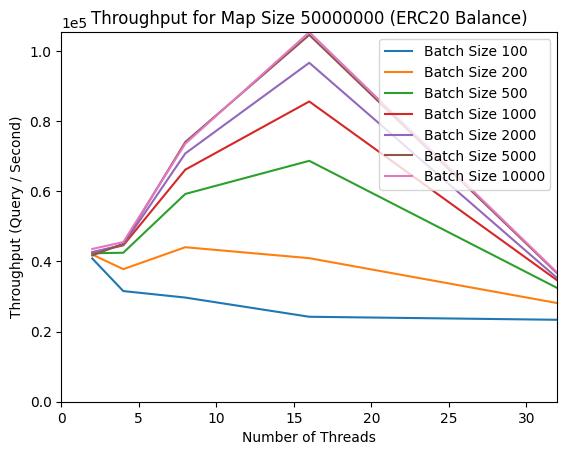 Throughput for Map Size 50000000 (ERC20 Balance)
1e5
Throughput (Query / Second)
1.0
0.8
0.6
0.4
0.2
0.0
Batch Size 100
Batch Size 200
Batch Size 500
Batch Size 1000
Batch Size 2000
Batch Size 5000
Batch Size 10000
0 5 10 15 20 25 30
Number of Threads